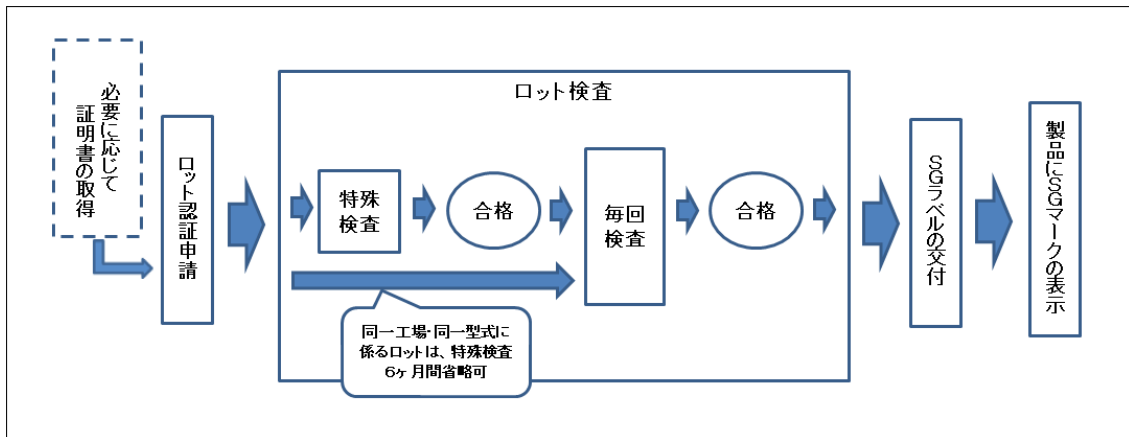 必要に応じて
証明書の取得
ロット認証申請
ロット検査
特殊
検査
合格
毎回
検査
合格
同一工場・同一型式に
係るロットは、特殊検査
6ヶ月間省略可
SGラベルの交付
製品にSGマークの表示